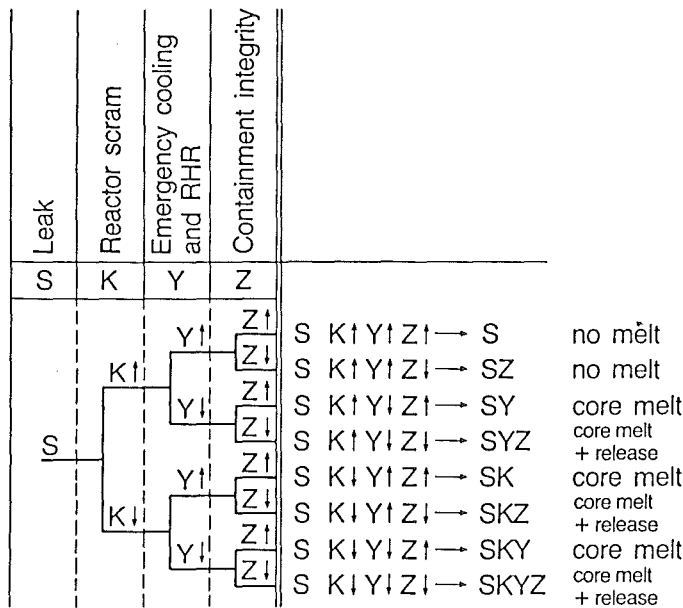 Leak
Reactor scram
Emergency cooling
and RHR
Containment integrity
S K Y Z
S K↑ Y↑ Z↑ → S no melt
S K↑ Y↑ Z↓ → SZ no melt
S K↑ Y↓ Z↑ → SY core melt
S K↑ Y↓ Z↓ → SYZ core melt
+ release
S K↓ Y↑ Z↑ → SK core melt
S K↓ Y↑ Z↓ → SKZ core melt
+ release
S K↓ Y↓ Z↑ → SKY core melt
S K↓ Y↓ Z↓ → SKYZ core melt
+ release
S
K↑
K↓
Y↑
Y↓
Y↑
Y↓
Z↑
Z↓
Z↑
Z↓
Z↑
Z↓
Z↑
Z↓